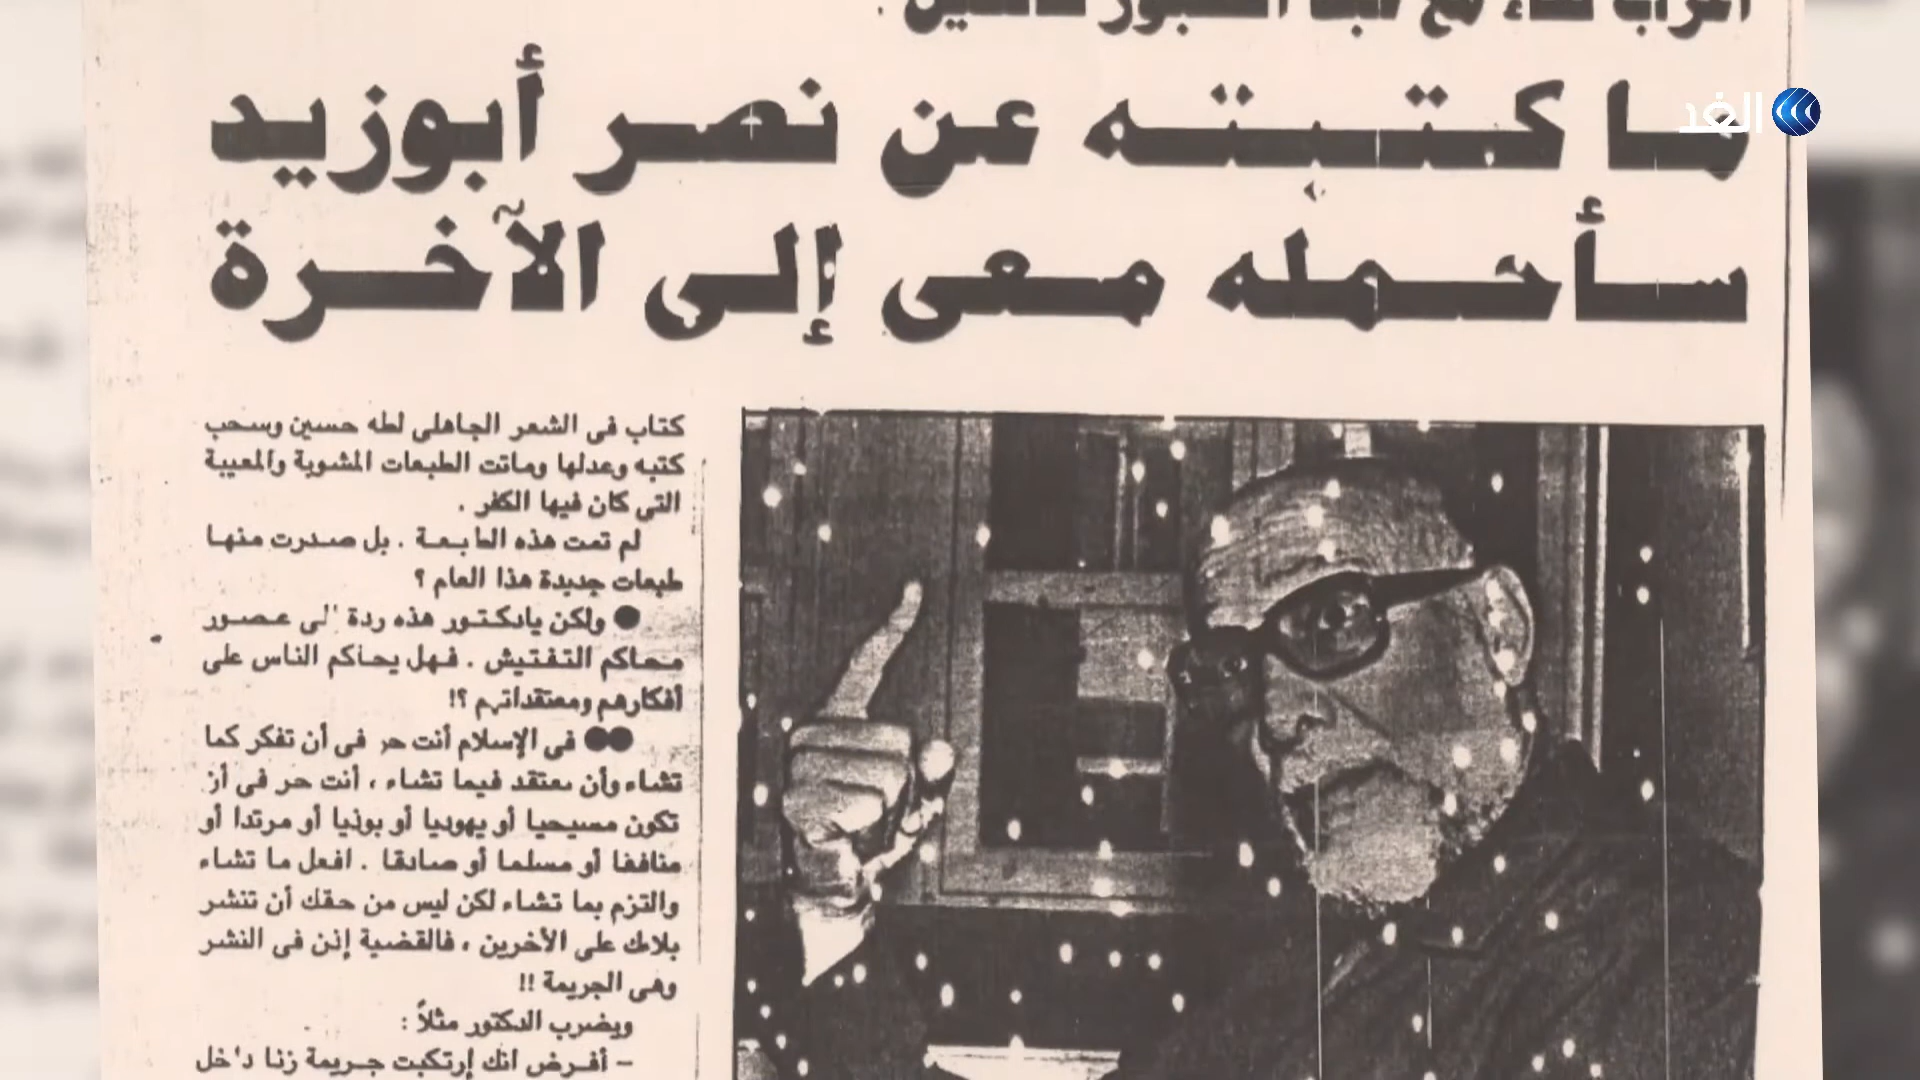 ما كتبته عن نصر أبوزيد
سأحمله معى إلى الآخرة
الغد
كتاب فى الشعر الجاهلى لطه حسين وسحب
كتبه وعدلها وماتت الطبعات المشوبة والمعيبة
التى كان فيها الكفر .
لم تمت هذه الطبعة . بل صدرت منها
طبعات جديدة هذا العام ؟
● ولكن يادكتور هذه ردة إلى عصور
محاكم التفتيش . فهل يحاكم الناس على
أفكارهم ومعتقداتهم ؟!
●● فى الإسلام أنت حر فى أن تفكر كما
تشاء وأن تعتقد فيما تشاء ، أنت حر فى أن
تكون مسيحيا أو يهوديا أو بوذيا أو مرتدا أو
منافقا أو مسلما أو صادقا . افعل ما تشاء
والتزم بما تشاء لكن ليس من حقك أن تنشر
بلاك على الأخرين ، فالقضية إذن فى النشر
وهى الجريمة !!
ويضرب الدكتور مثلاً :
– أفرض انك إرتكبت جريمة زنا داخل